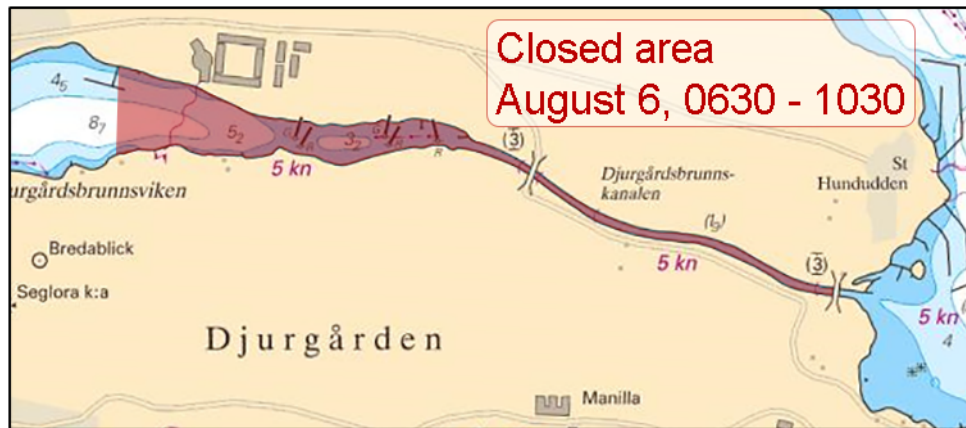 Closed area
August 6, 0630 - 1030
4₅
8₇
5₂
G
R
3₂
G
R
R
(3̅)
5 kn
urgårdsbrunnsviken
Djurgårdsbrunns-
kanalen
St
Hundudden
(1₉)
5 kn
(3̅)
Bredablick
Seglora k:a
5 kn
4
Djurgården
Manilla